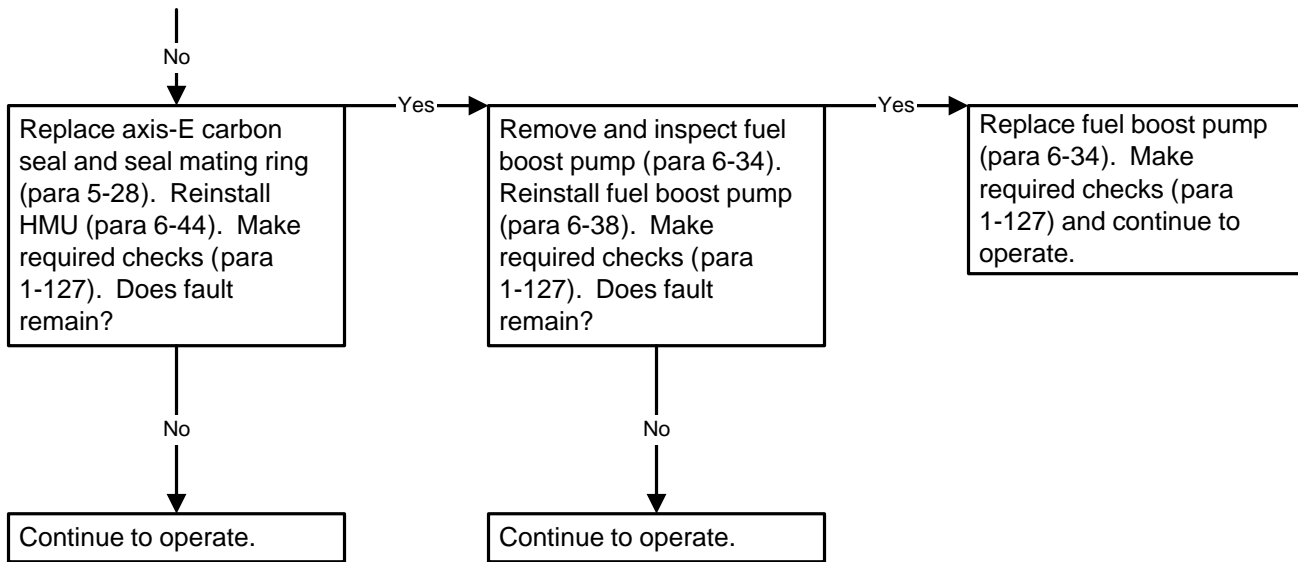 No
Replace axis-E carbon
seal and seal mating ring
(para 5-28).  Reinstall
HMU (para 6-44).  Make
required checks (para
1-127).  Does fault
remain?
Yes
Remove and inspect fuel
boost pump (para 6-34).
Reinstall fuel boost pump
(para 6-38).  Make
required checks (para
1-127).  Does fault
remain?
Yes
Replace fuel boost pump
(para 6-34).  Make
required checks (para
1-127) and continue to
operate.
No
No
Continue to operate.
Continue to operate.